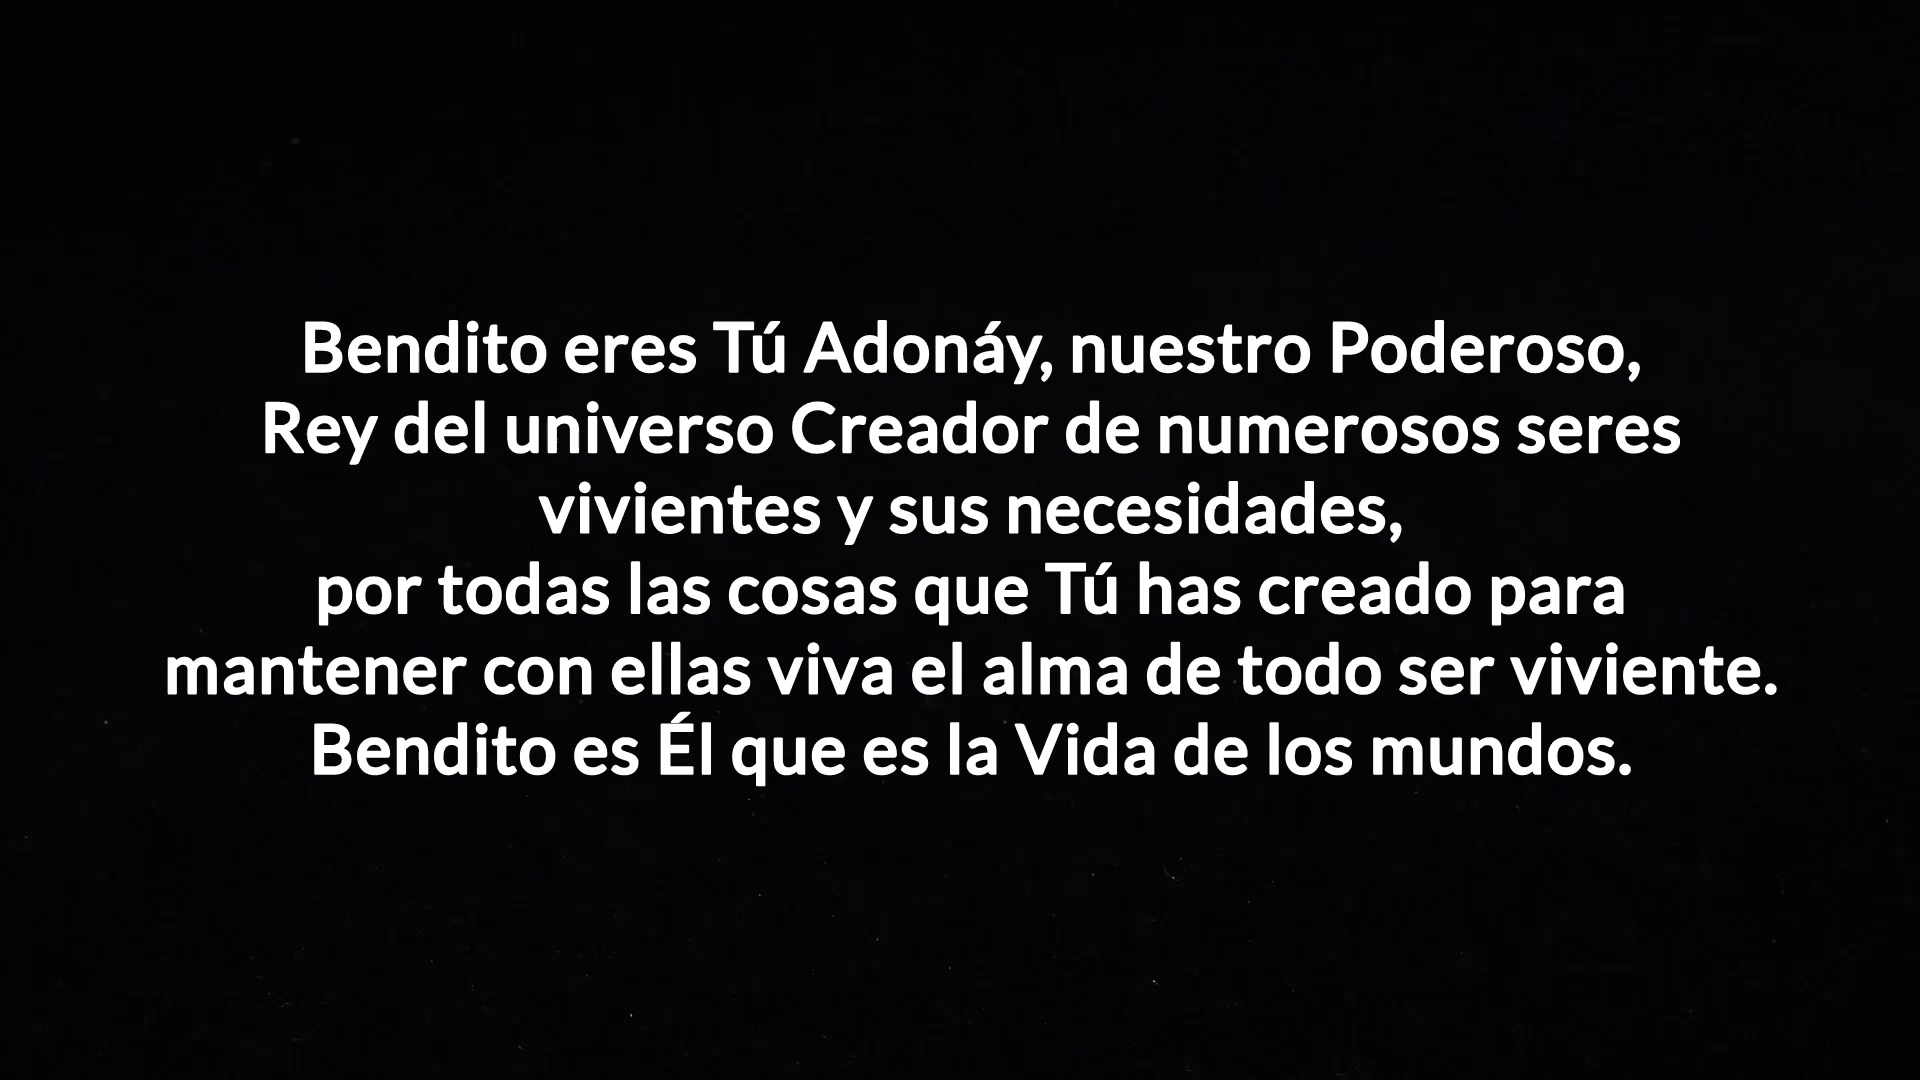 Bendito eres Tú Adonáy, nuestro Poderoso,
Rey del universo Creador de numerosos seres
vivientes y sus necesidades,
por todas las cosas que Tú has creado para
mantener con ellas viva el alma de todo ser viviente.
Bendito es Él que es la Vida de los mundos.